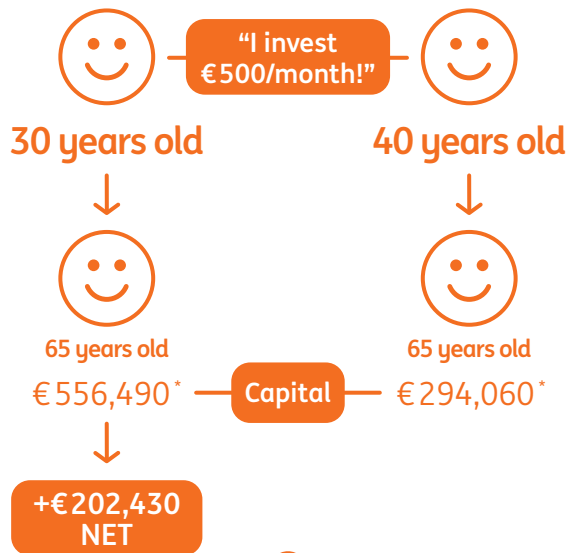 “I invest
€500/month!”
30 years old
40 years old
65 years old
65 years old
€556,490*
Capital
€294,060*
+€202,430
NET